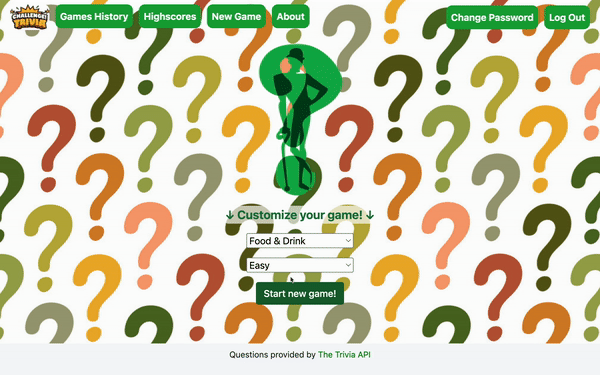 CHALLENGE!
TRIVIA
Games History
Highscores
New Game
About
Change Password
Log Out
↓ Customize your game! ↓
Food & Drink
Easy
Start new game!
Questions provided by The Trivia API